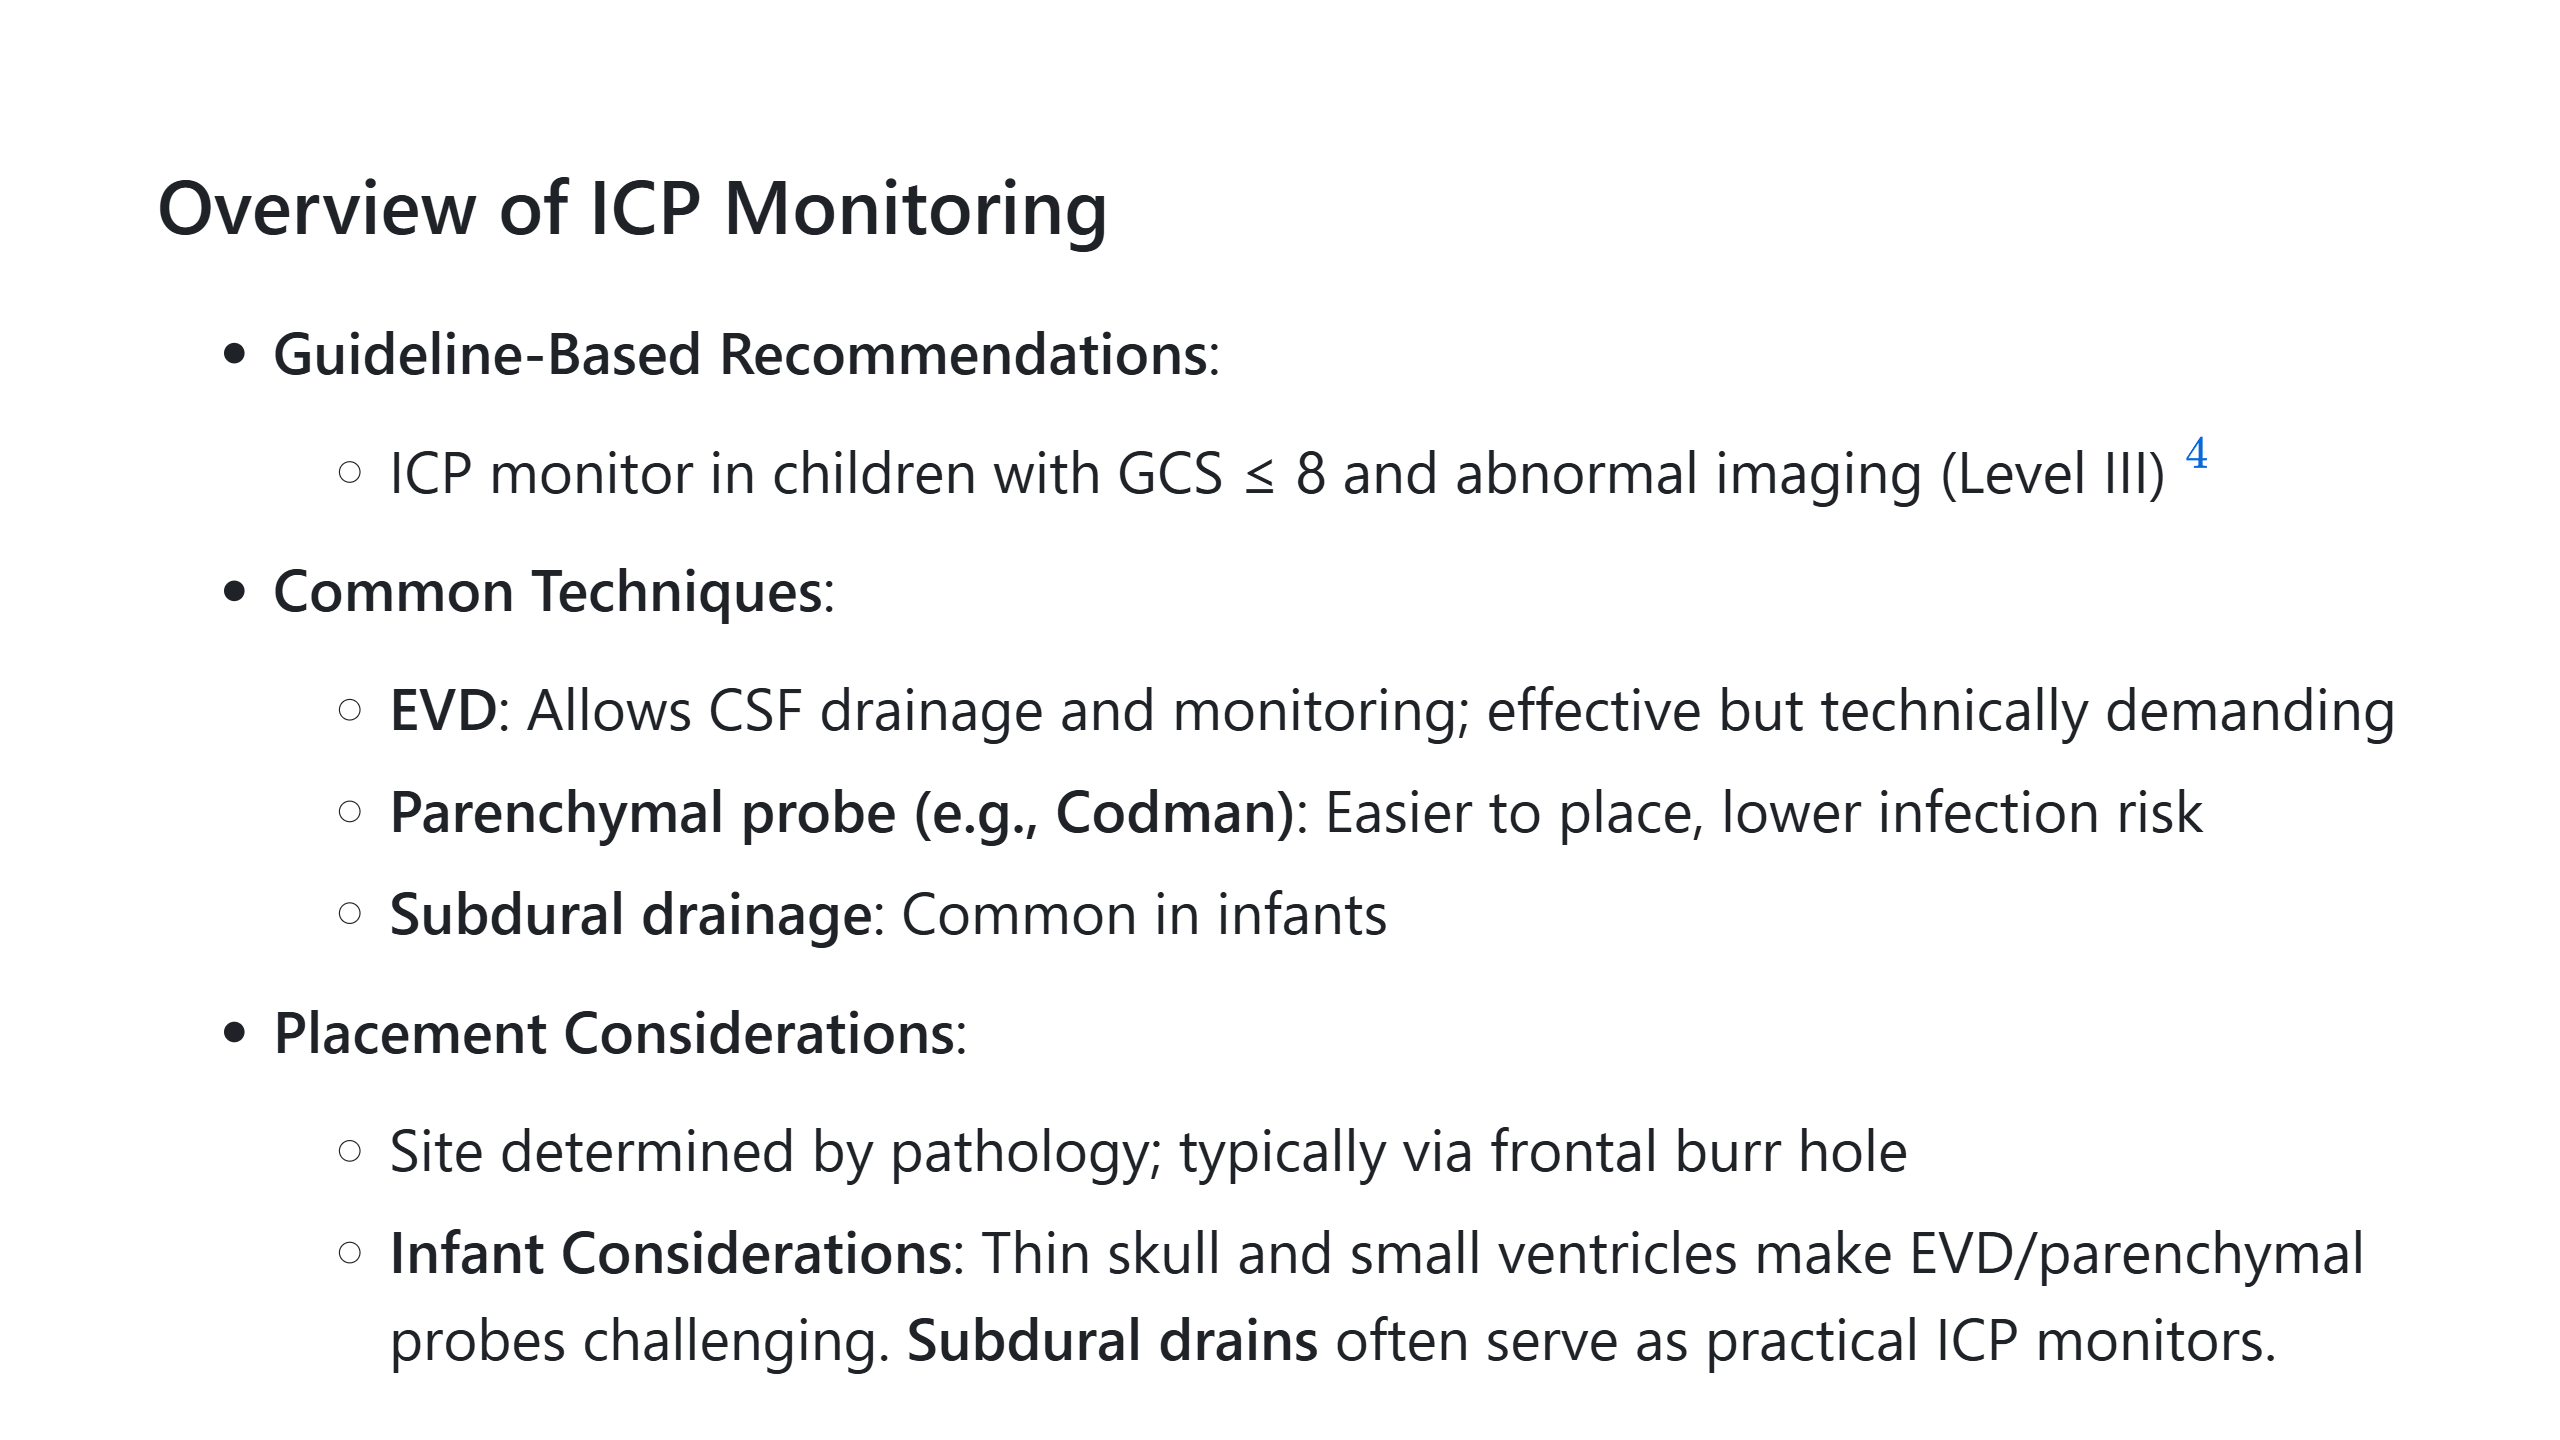 Overview of ICP Monitoring
• Guideline-Based Recommendations:
○ ICP monitor in children with GCS ≤ 8 and abnormal imaging (Level III) 4
• Common Techniques:
○ EVD: Allows CSF drainage and monitoring; effective but technically demanding
○ Parenchymal probe (e.g., Codman): Easier to place, lower infection risk
○ Subdural drainage: Common in infants
• Placement Considerations:
○ Site determined by pathology; typically via frontal burr hole
○ Infant Considerations: Thin skull and small ventricles make EVD/parenchymal
probes challenging. Subdural drains often serve as practical ICP monitors.